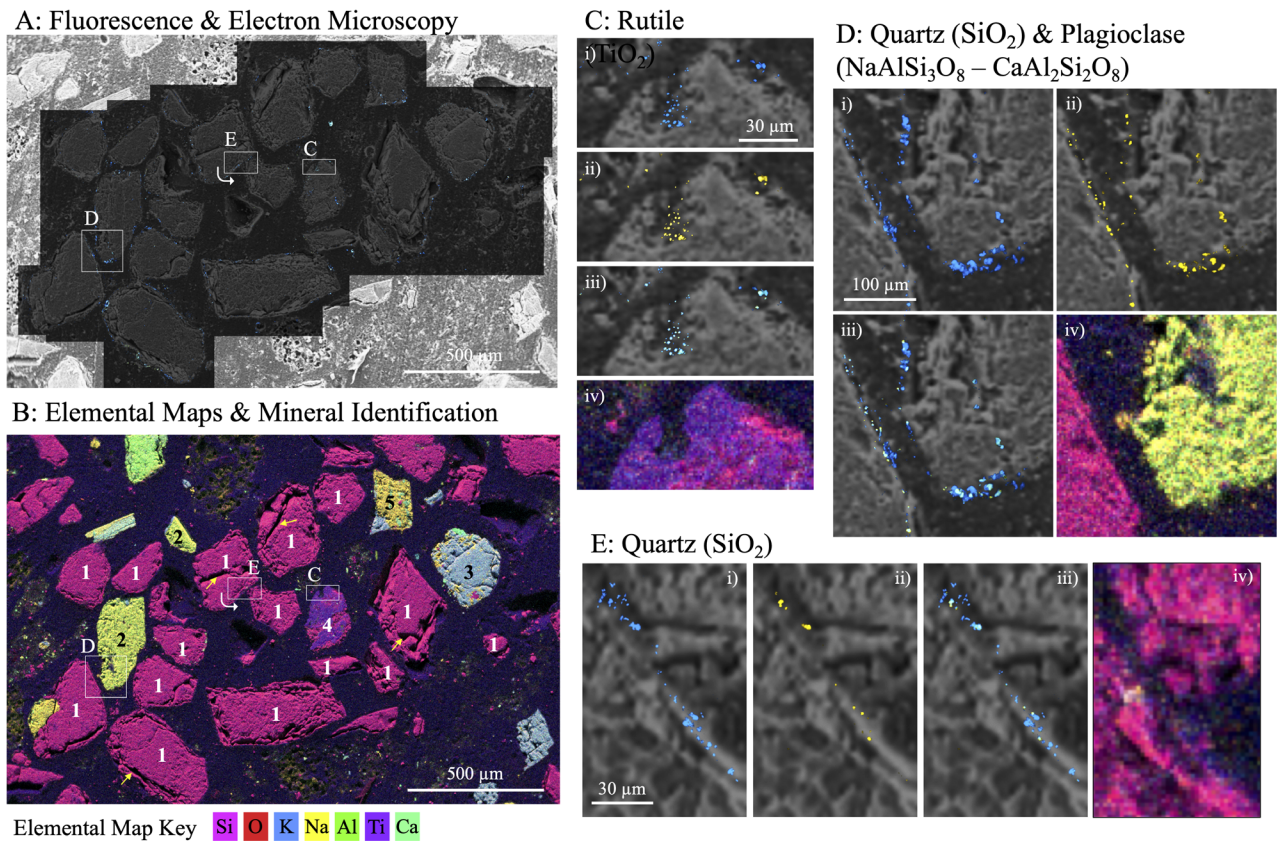 A: Fluorescence & Electron Microscopy
E
C
D
500 µm
B: Elemental Maps & Mineral Identification
1
5
2
1
1
3
1
1
E
C
1
1
4
2
1
D
1
1
1
1
1
1
1
500 µm
Elemental Map Key Si O K Na Al Ti Ca
C: Rutile
(TiO₂)
i)
30 µm
ii)
iii)
iv)
D: Quartz (SiO₂) & Plagioclase
(NaAlSi₃O₈ – CaAl₂Si₂O₈)
i)
ii)
100 µm
iii)
iv)
E: Quartz (SiO₂)
i)
ii)
iii)
iv)
30 µm